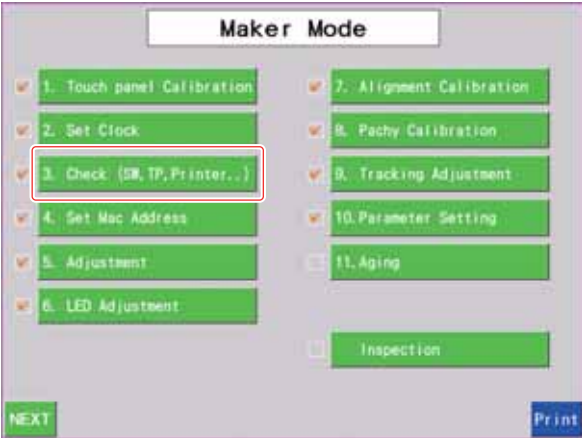 Maker Mode
1. Touch panel Calibration
2. Set Clock
3. Check (SW,TP,Printer..)
4. Set Mac Address
5. Adjustment
6. LED Adjustment
7. Alignment Calibration
8. Pachy Calibration
9. Tracking Adjustment
10.Parameter Setting
11.Aging
Inspection
NEXT
Print